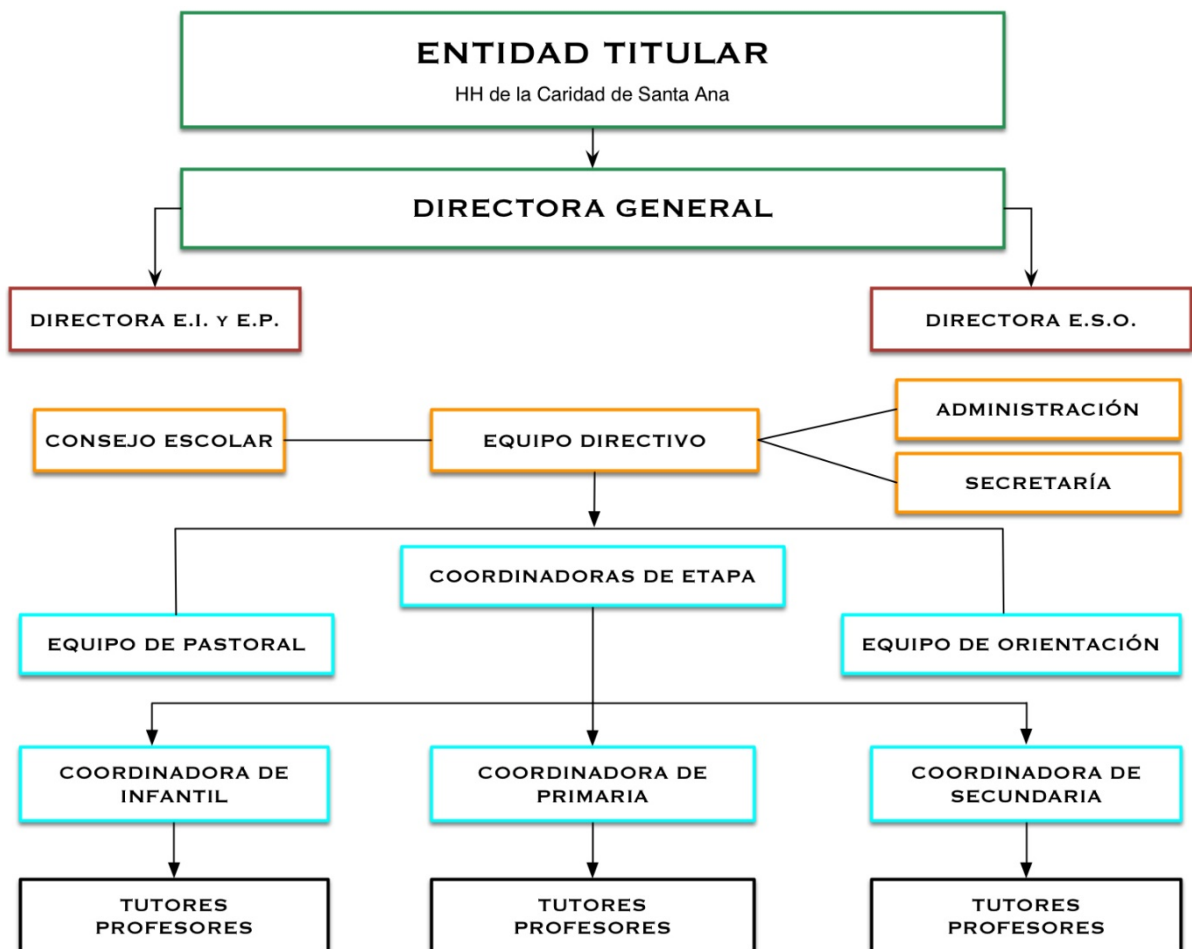 ENTIDAD TITULAR
HH de la Caridad de Santa Ana
DIRECTORA GENERAL
DIRECTORA E.I. Y E.P.
DIRECTORA E.S.O.
CONSEJO ESCOLAR
EQUIPO DIRECTIVO
ADMINISTRACIÓN
SECRETARÍA
COORDINADORAS DE ETAPA
EQUIPO DE PASTORAL
EQUIPO DE ORIENTACIÓN
COORDINADORA DE
INFANTIL
COORDINADORA DE
PRIMARIA
COORDINADORA DE
SECUNDARIA
TUTORES
PROFESORES
TUTORES
PROFESORES
TUTORES
PROFESORES